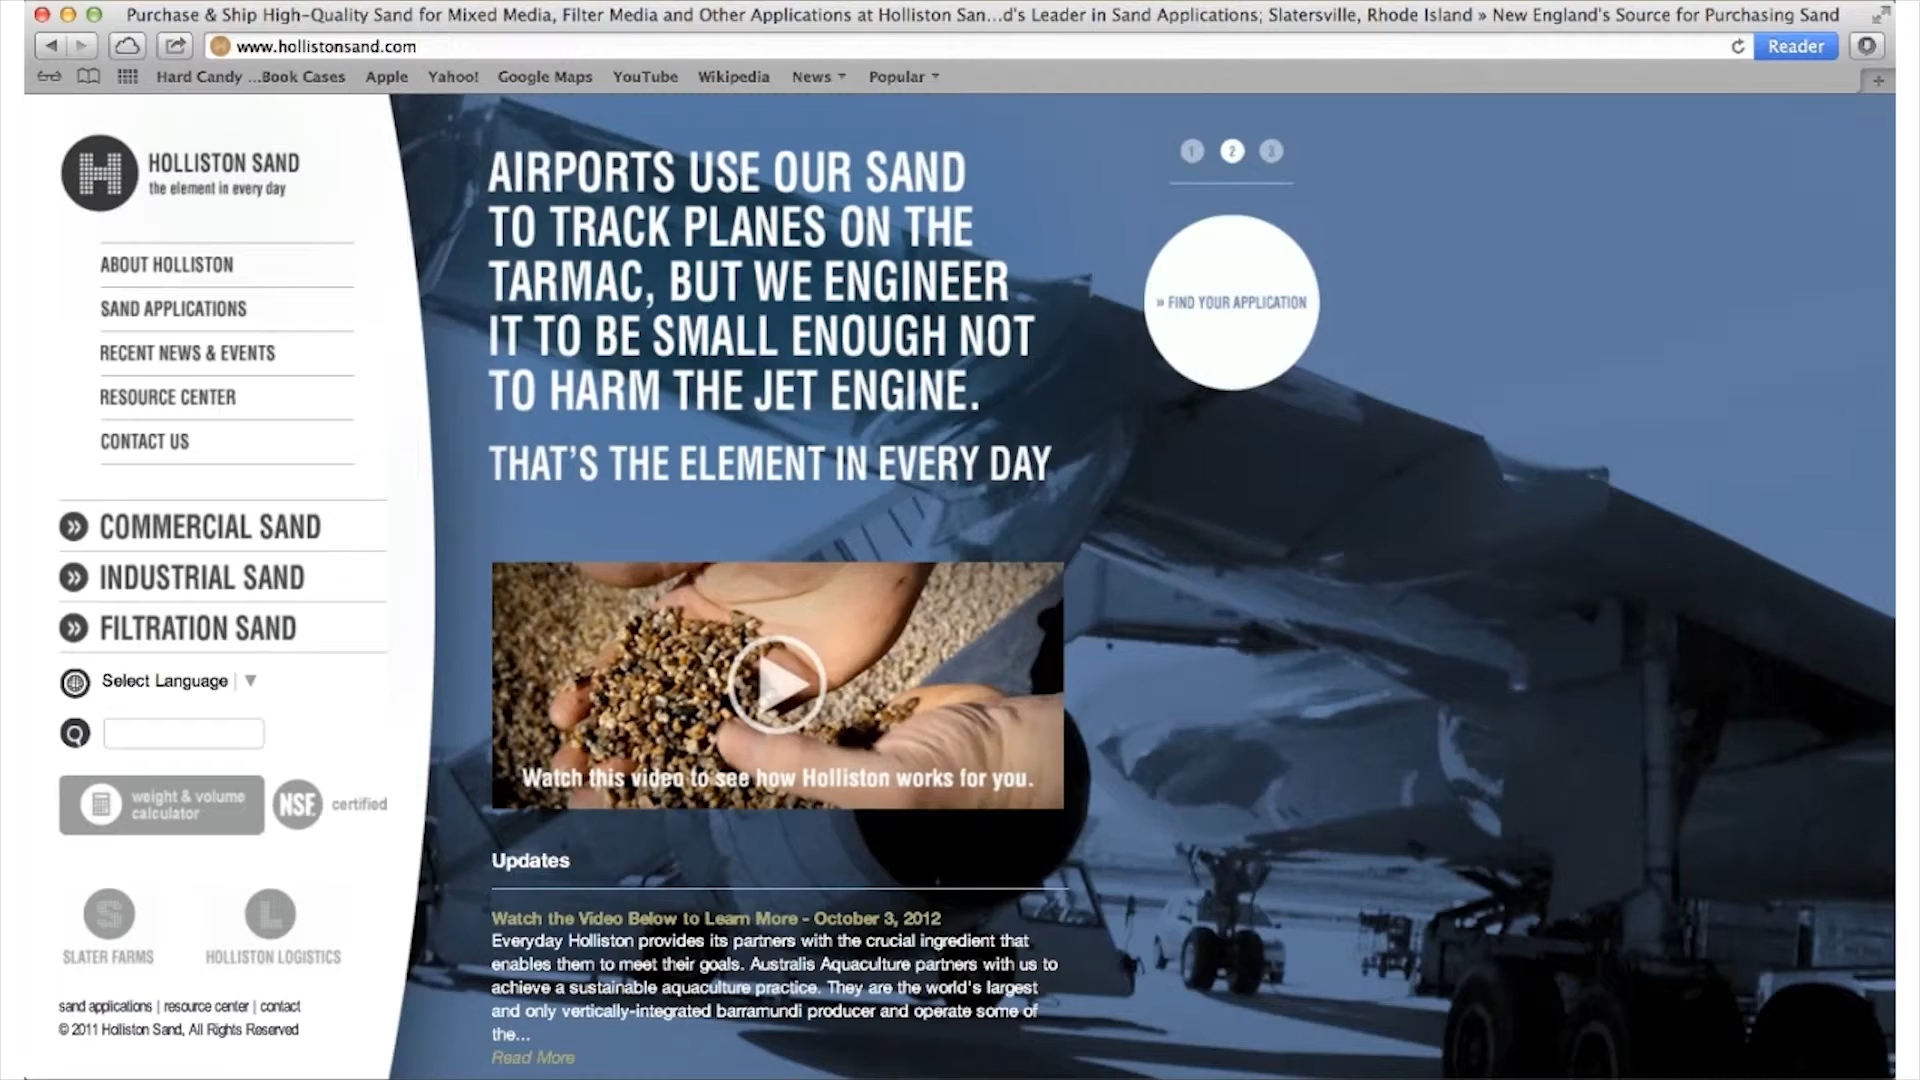 Purchase & Ship High-Quality Sand for Mixed Media, Filter Media and Other Applications at Holliston San...d's Leader in Sand Applications; Slatersville, Rhode Island » New England's Source for Purchasing Sand
www.hollistonsand.com
Reader
Hard Candy ...Book Cases Apple Yahoo! Google Maps YouTube Wikipedia News Popular
H
HOLLISTON SAND
the element in every day
ABOUT HOLLISTON
SAND APPLICATIONS
RECENT NEWS & EVENTS
RESOURCE CENTER
CONTACT US
» COMMERCIAL SAND
» INDUSTRIAL SAND
» FILTRATION SAND
Select Language
weight & volume
calculator
NSF. certified
S
SLATER FARMS
L
HOLLISTON LOGISTICS
sand applications | resource center | contact
© 2011 Holliston Sand, All Rights Reserved
AIRPORTS USE OUR SAND
TO TRACK PLANES ON THE
TARMAC, BUT WE ENGINEER
IT TO BE SMALL ENOUGH NOT
TO HARM THE JET ENGINE.
THAT'S THE ELEMENT IN EVERY DAY
1 2 3
» FIND YOUR APPLICATION
Watch this video to see how Holliston works for you.
Updates
Watch the Video Below to Learn More - October 3, 2012
Everyday Holliston provides its partners with the crucial ingredient that
enables them to meet their goals. Australis Aquaculture partners with us to
achieve a sustainable aquaculture practice. They are the world's largest
and only vertically-integrated barramundi producer and operate some of
the...
Read More